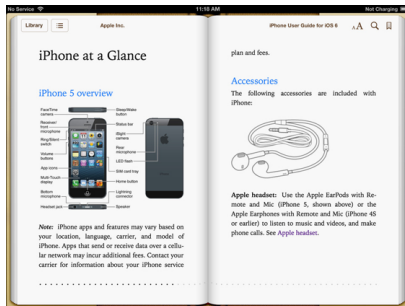 No Service
11:10 AM
Not Charging
Library
Apple Inc.
iPhone User Guide for iOS 6
AA
iPhone at a Glance
iPhone 5 overview
FaceTime camera
Receiver/front microphone
Ring/Silent switch
Volume buttons
App icons
Multi-Touch display
Bottom microphone
Headset jack
Sleep/Wake button
Status bar
iSight camera
Rear microphone
LED flash
SIM card tray
Home button
Lightning connector
Speaker
Note: iPhone apps and features may vary based on
your location, language, carrier, and model of
iPhone. Apps that send or receive data over a cellu-
lar network may incur additional fees. Contact your
carrier for information about your iPhone service
plan and fees.
Accessories
The following accessories are included with
iPhone:
Apple headset: Use the Apple EarPods with Re-
mote and Mic (iPhone 5, shown above) or the
Apple Earphones with Remote and Mic (iPhone 4S
or earlier) to listen to music and videos, and make
phone calls. See Apple headset.